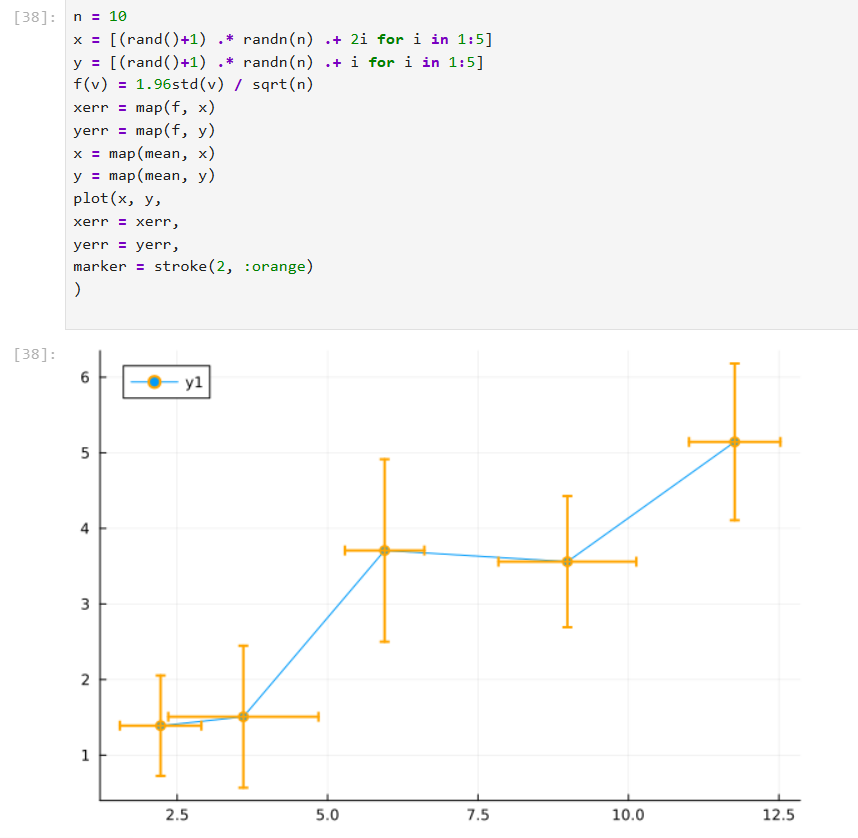 [38]: n = 10
x = [(rand()+1) .* randn(n) .+ 2i for i in 1:5]
y = [(rand()+1) .* randn(n) .+ i for i in 1:5]
f(v) = 1.96std(v) / sqrt(n)
xerr = map(f, x)
yerr = map(f, y)
x = map(mean, x)
y = map(mean, y)
plot(x, y,
xerr = xerr,
yerr = yerr,
marker = stroke(2, :orange)
)
[38]:
y1
6
5
4
3
2
1
2.5 5.0 7.5 10.0 12.5